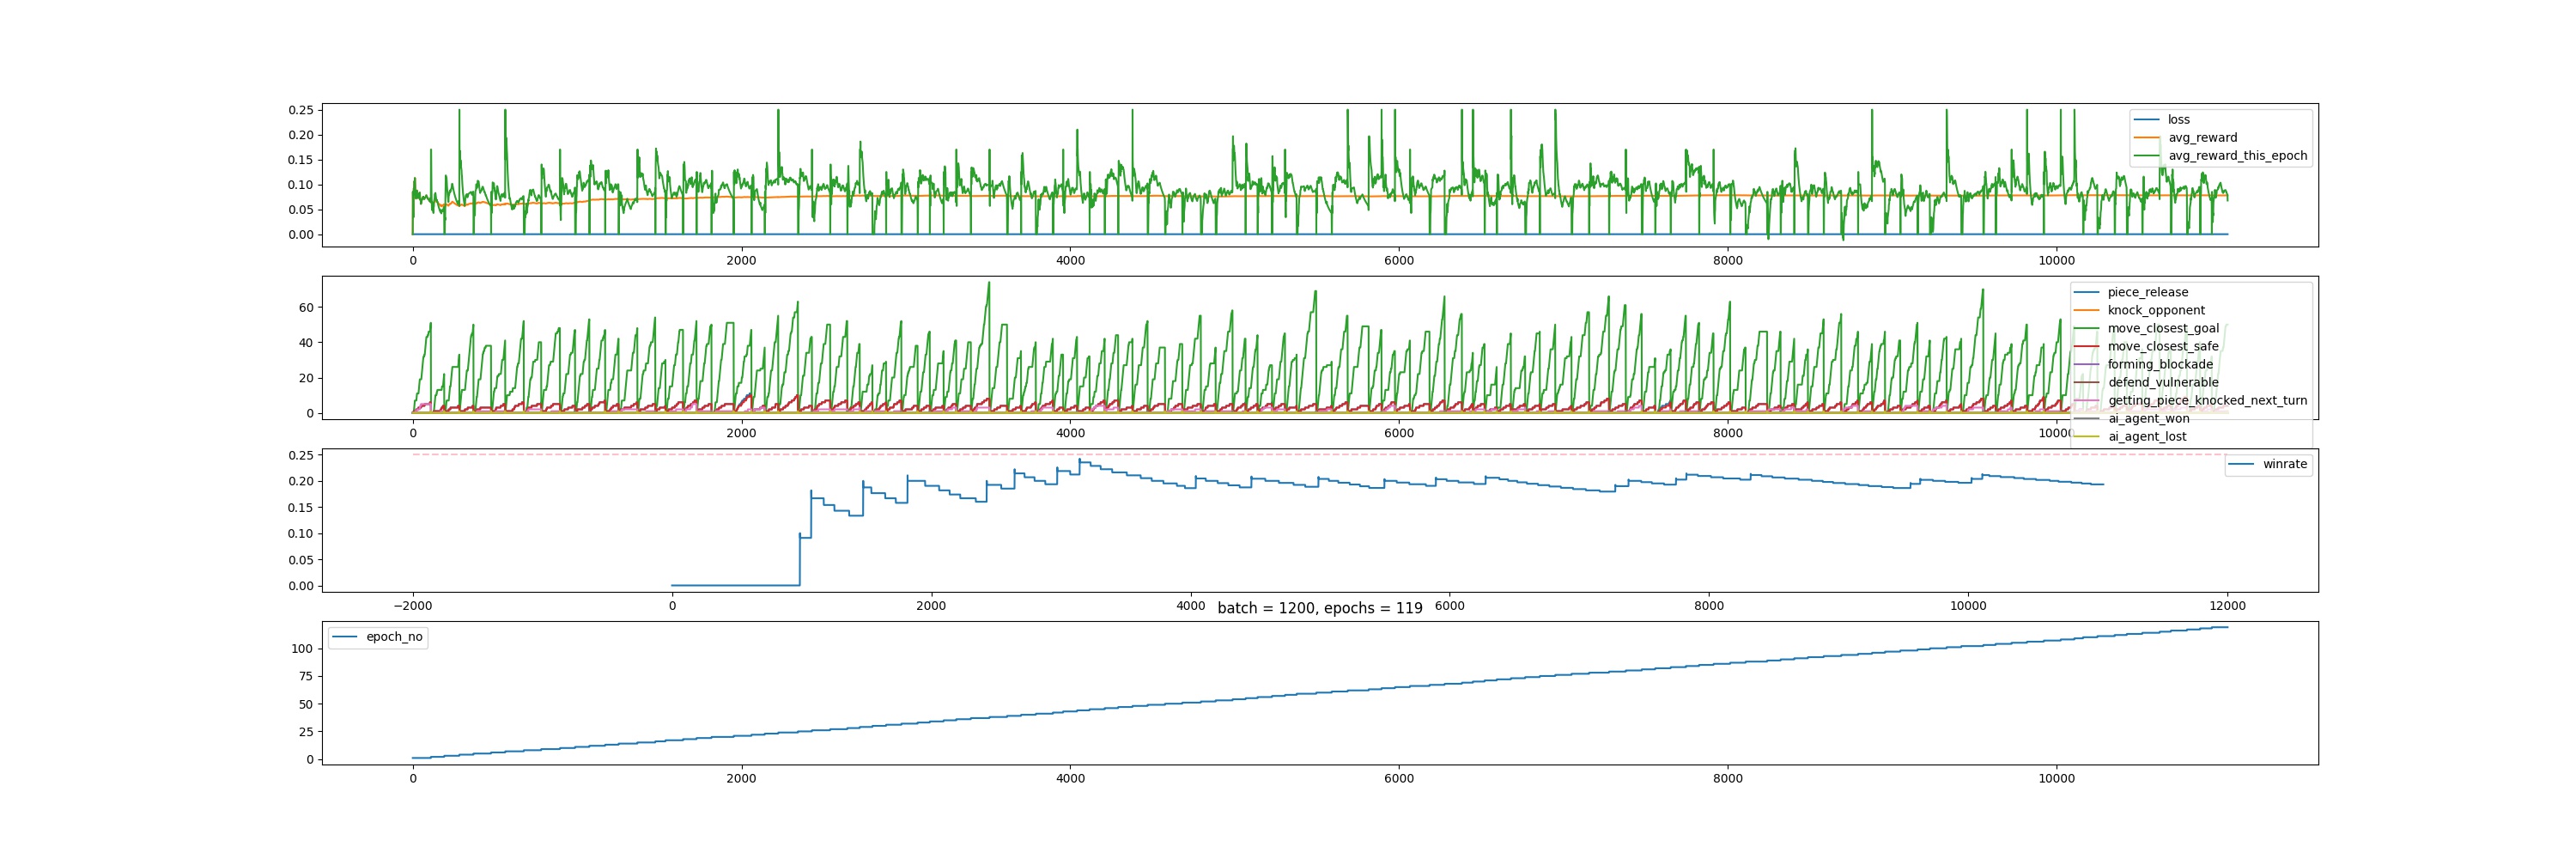 0.25
0.20
0.15
0.10
0.05
0.00
loss
avg_reward
avg_reward_this_epoch
0 2000 4000 6000 8000 10000
60
40
20
0
piece_release
knock_opponent
move_closest_goal
move_closest_safe
forming_blockade
defend_vulnerable
getting_piece_knocked_next_turn
ai_agent_won
ai_agent_lost
0 2000 4000 6000 8000 10000
0.25
0.20
0.15
0.10
0.05
0.00
winrate
−2000 0 2000 4000 6000 8000 10000 12000
batch = 1200, epochs = 119
100
75
50
25
0
epoch_no
0 2000 4000 6000 8000 10000